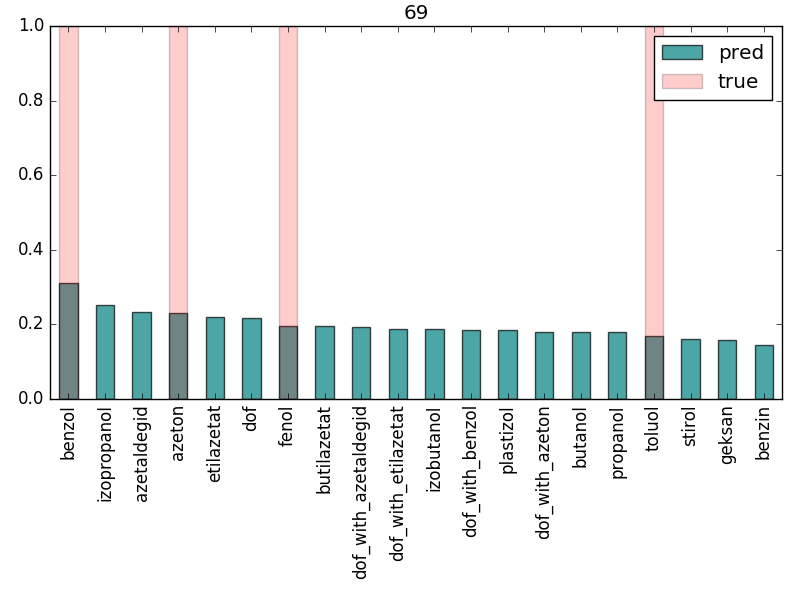 69
1.0
0.8
0.6
0.4
0.2
0.0
pred
true
benzol
izopropanol
azetaldegid
azeton
etilazetat
dof
fenol
butilazetat
dof_with_azetaldegid
dof_with_etilazetat
izobutanol
dof_with_benzol
plastizol
dof_with_azeton
butanol
propanol
toluol
stirol
geksan
benzin